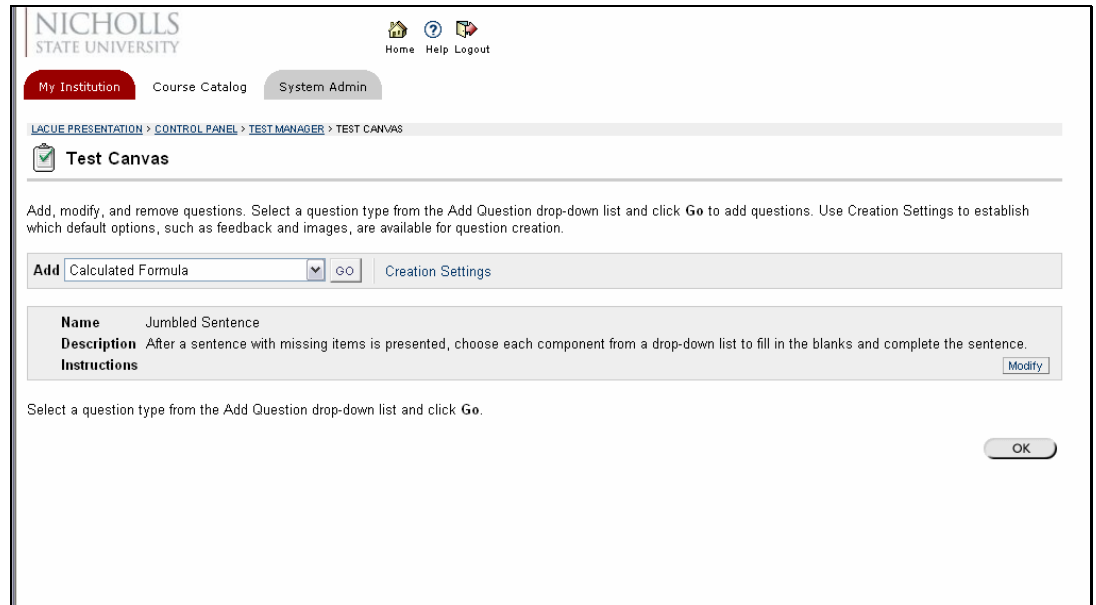 NICHOLLS
STATE UNIVERSITY
Home Help Logout
My Institution Course Catalog System Admin
LACUE PRESENTATION > CONTROL PANEL > TEST MANAGER > TEST CANVAS
Test Canvas
Add, modify, and remove questions. Select a question type from the Add Question drop-down list and click Go to add questions. Use Creation Settings to establish
which default options, such as feedback and images, are available for question creation.
Add Calculated Formula GO Creation Settings
Name Jumbled Sentence
Description After a sentence with missing items is presented, choose each component from a drop-down list to fill in the blanks and complete the sentence.
Instructions Modify
Select a question type from the Add Question drop-down list and click Go.
OK